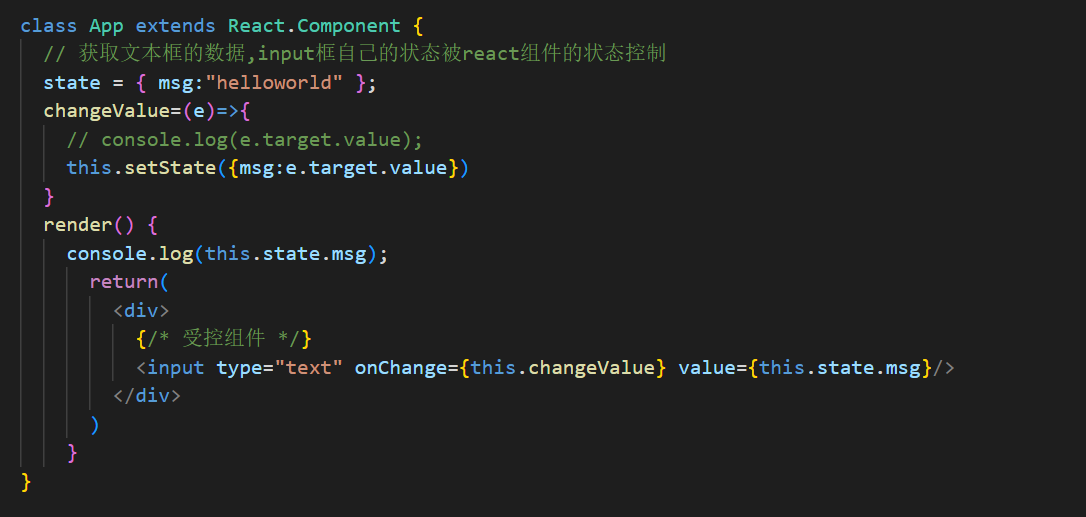 class App extends React.Component {
// 获取文本框的数据,input框自己的状态被react组件的状态控制
state = { msg:"helloworld" };
changeValue=(e)=>{
// console.log(e.target.value);
this.setState({msg:e.target.value})
}
render() {
console.log(this.state.msg);
return(
<div>
{/* 受控组件 */}
<input type="text" onChange={this.changeValue} value={this.state.msg}/>
</div>
)
}
}